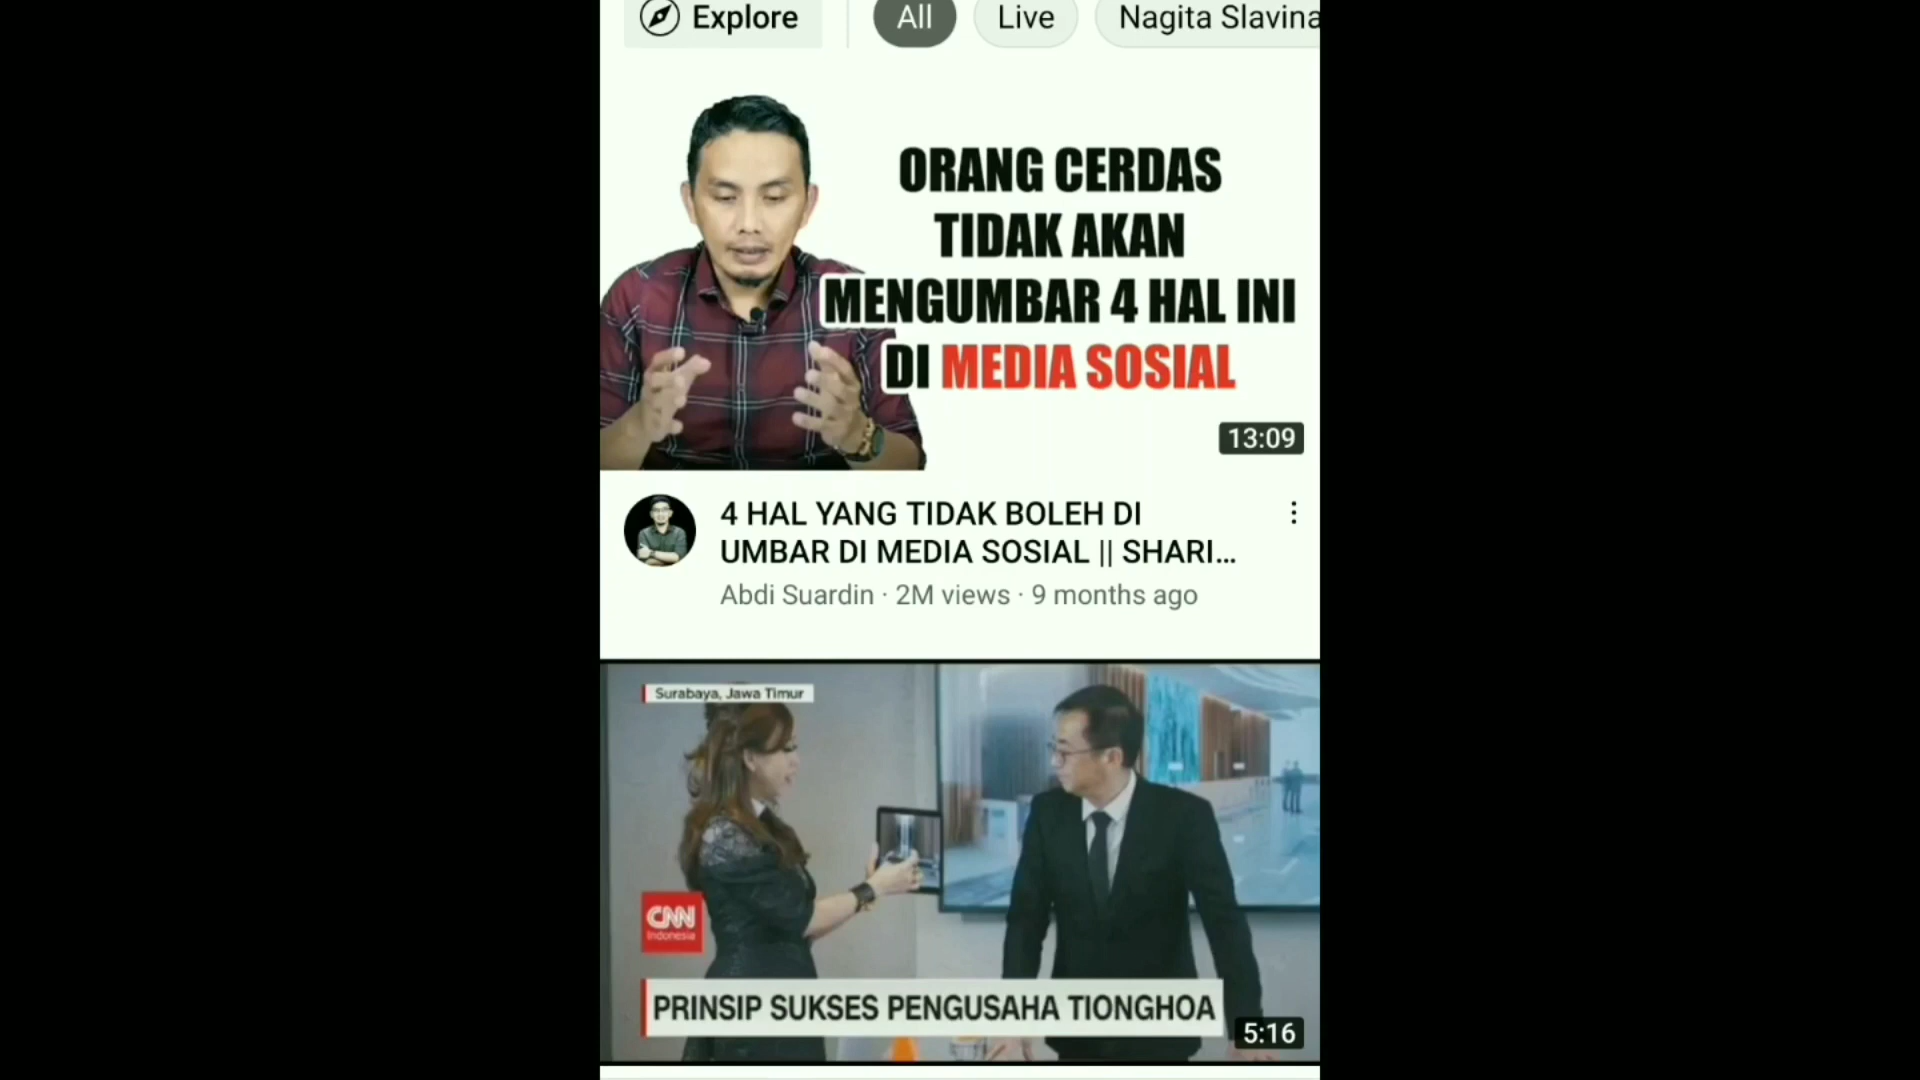 Explore
All
Live
Nagita Slavina
ORANG CERDAS
TIDAK AKAN
MENGUMBAR 4 HAL INI
DI MEDIA SOSIAL
13:09
4 HAL YANG TIDAK BOLEH DI
UMBAR DI MEDIA SOSIAL || SHARI...
Abdi Suardin · 2M views · 9 months ago
Surabaya, Jawa Timur
CNN
Indonesia
PRINSIP SUKSES PENGUSAHA TIONGHOA
5:16